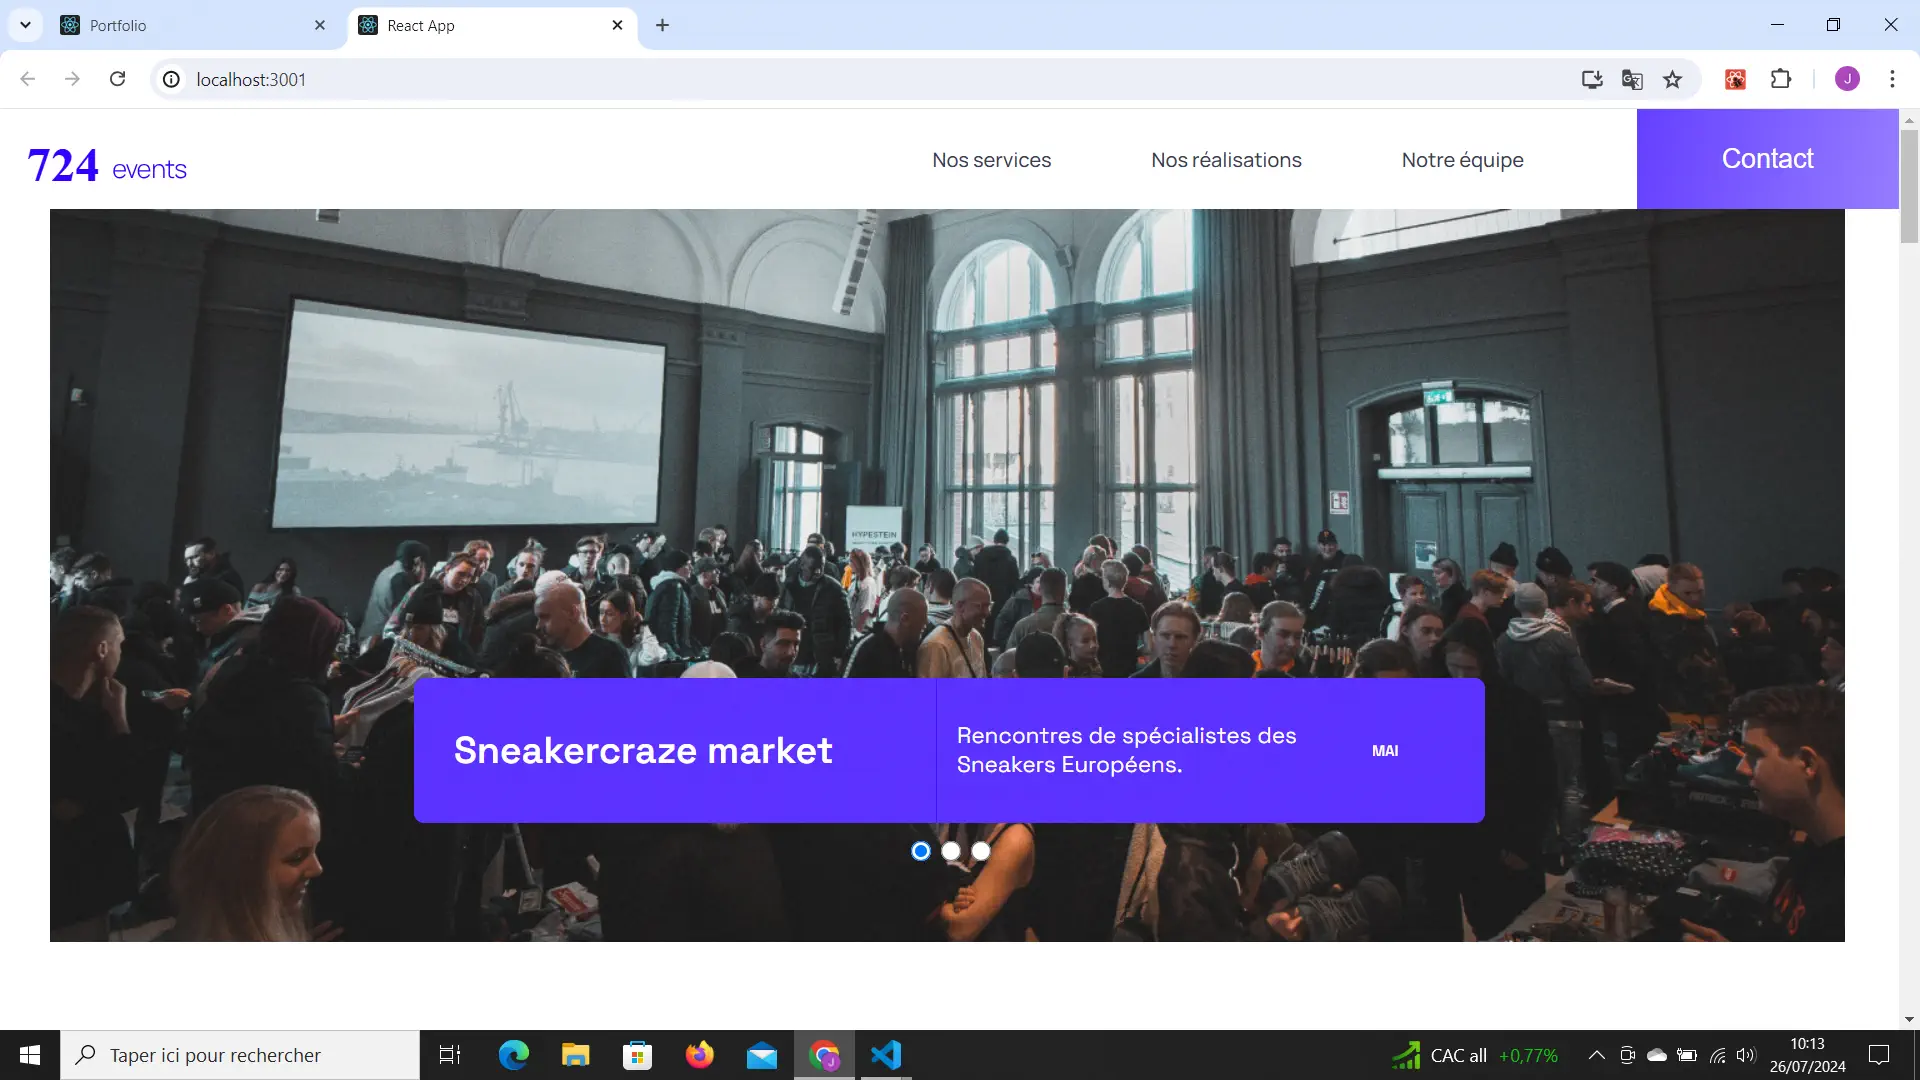 Portfolio
React App
localhost:3001
J
724 events
Nos services
Nos réalisations
Notre équipe
Contact
HYPESTEIN
Sneakercraze market
Rencontres de spécialistes des
Sneakers Européens.
MAI
Taper ici pour rechercher
J
CAC all +0,77%
10:13
26/07/2024